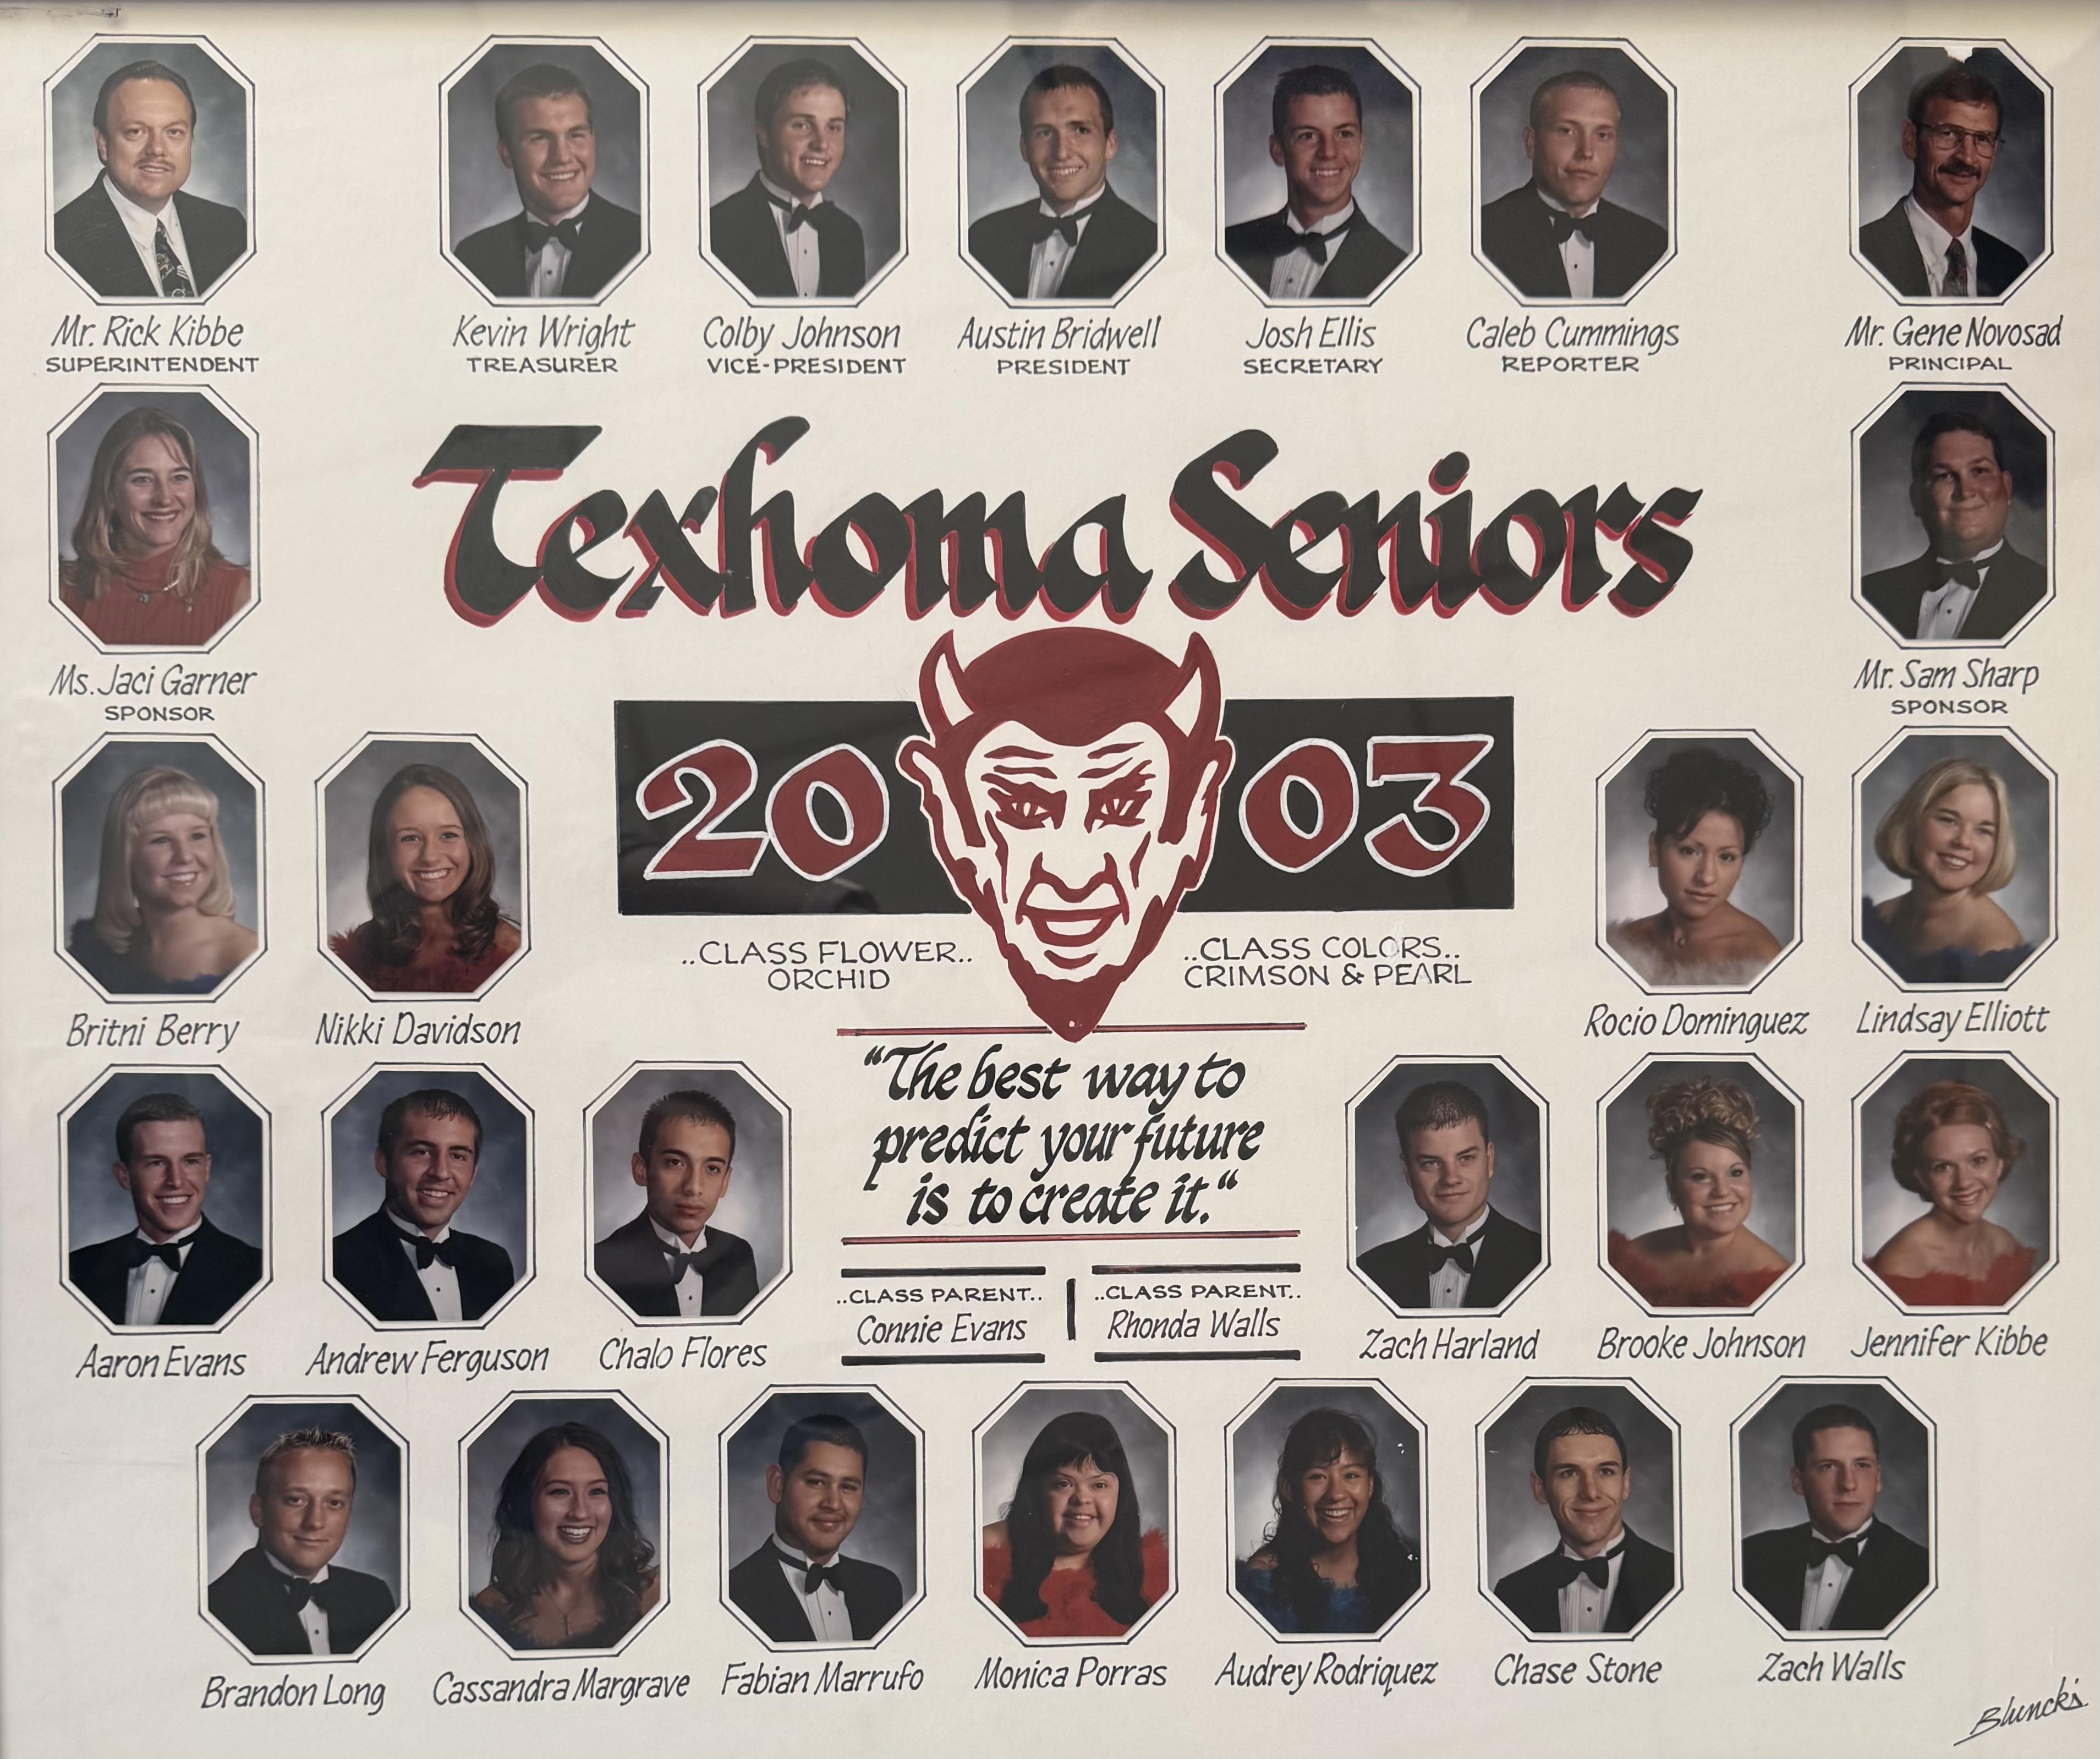 Mr. Rick Kibbe
SUPERINTENDENT
Kevin Wright
TREASURER
Colby Johnson
VICE-PRESIDENT
Austin Bridwell
PRESIDENT
Josh Ellis
SECRETARY
Caleb Cummings
REPORTER
Mr. Gene Novosad
PRINCIPAL
Texhoma Seniors
Ms. Jaci Garner
SPONSOR
Mr. Sam Sharp
SPONSOR
2003
..CLASS FLOWER..
ORCHID
..CLASS COLORS..
CRIMSON & PEARL
Britni Berry
Nikki Davidson
Rocio Dominguez
Lindsay Elliott
"The best way to
predict your future
is to create it."
..CLASS PARENT..
Connie Evans
..CLASS PARENT..
Rhonda Walls
Aaron Evans
Andrew Ferguson
Chalo Flores
Zach Harland
Brooke Johnson
Jennifer Kibbe
Brandon Long
Cassandra Margrave
Fabian Marrufo
Monica Porras
Audrey Rodriquez
Chase Stone
Zach Walls
Blunck's